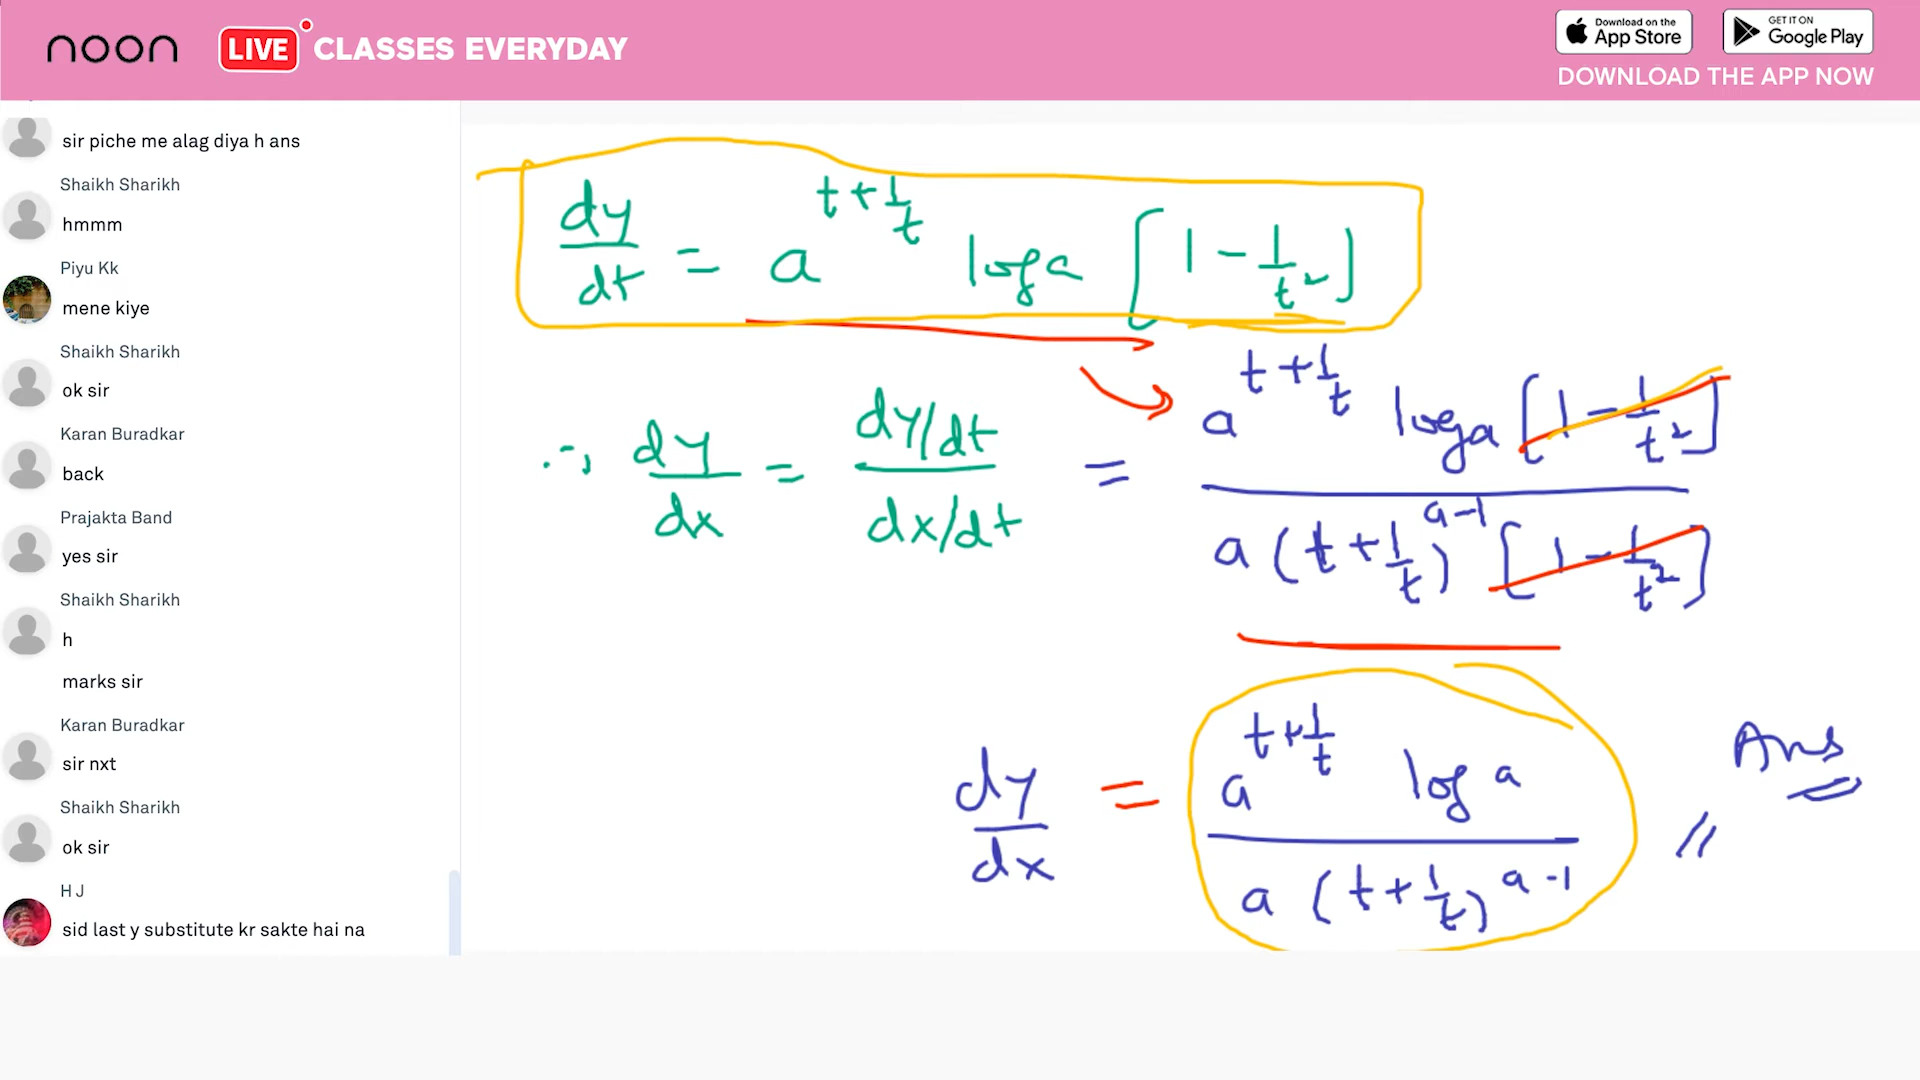 noon LIVE CLASSES EVERYDAY
Download on the App Store
GET IT ON Google Play
DOWNLOAD THE APP NOW
sir piche me alag diya h ans
Shaikh Sharikh
hmmm
Piyu Kk
mene kiye
Shaikh Sharikh
ok sir
Karan Buradkar
back
Prajakta Band
yes sir
Shaikh Sharikh
h
marks sir
Karan Buradkar
sir nxt
Shaikh Sharikh
ok sir
H J
sid last y substitute kr sakte hai na
dy/dt = a^(t+1/t) log a [1 - 1/t²]
∴, dy/dx = (dy/dt)/(dx/dt) = (a^(t+1/t) log a [1 - 1/t²])/(a (t+1/t)^(a-1) [1 - 1/t²])
dy/dx = (a^(t+1/t) log a)/(a (t+1/t)^(a-1)) // Ans